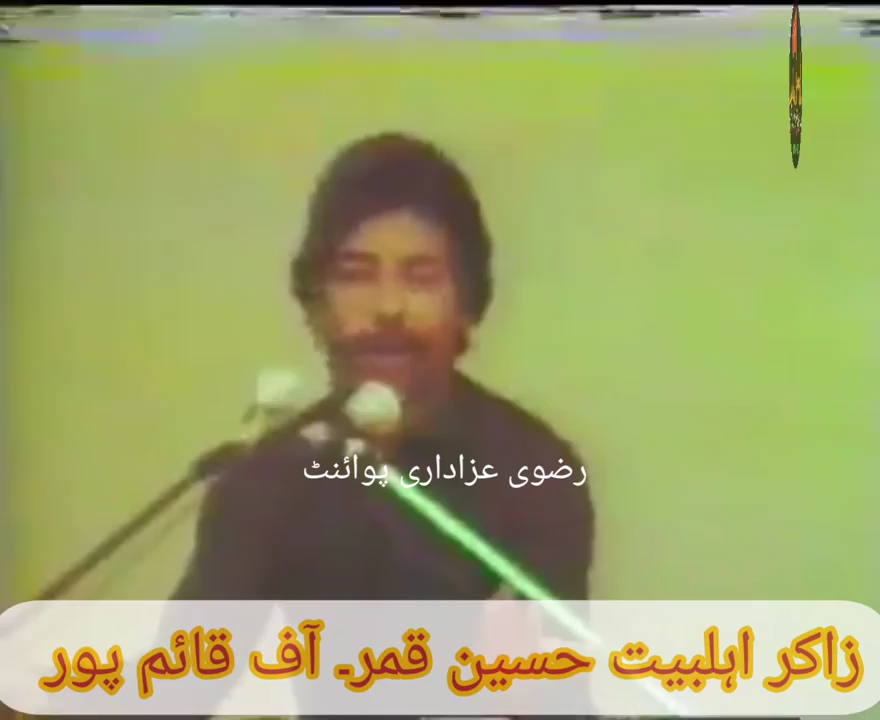 رضوی عزاداری پوائنٹ
زاکر اہلبیت حسین قمر۔ آف قائم پور